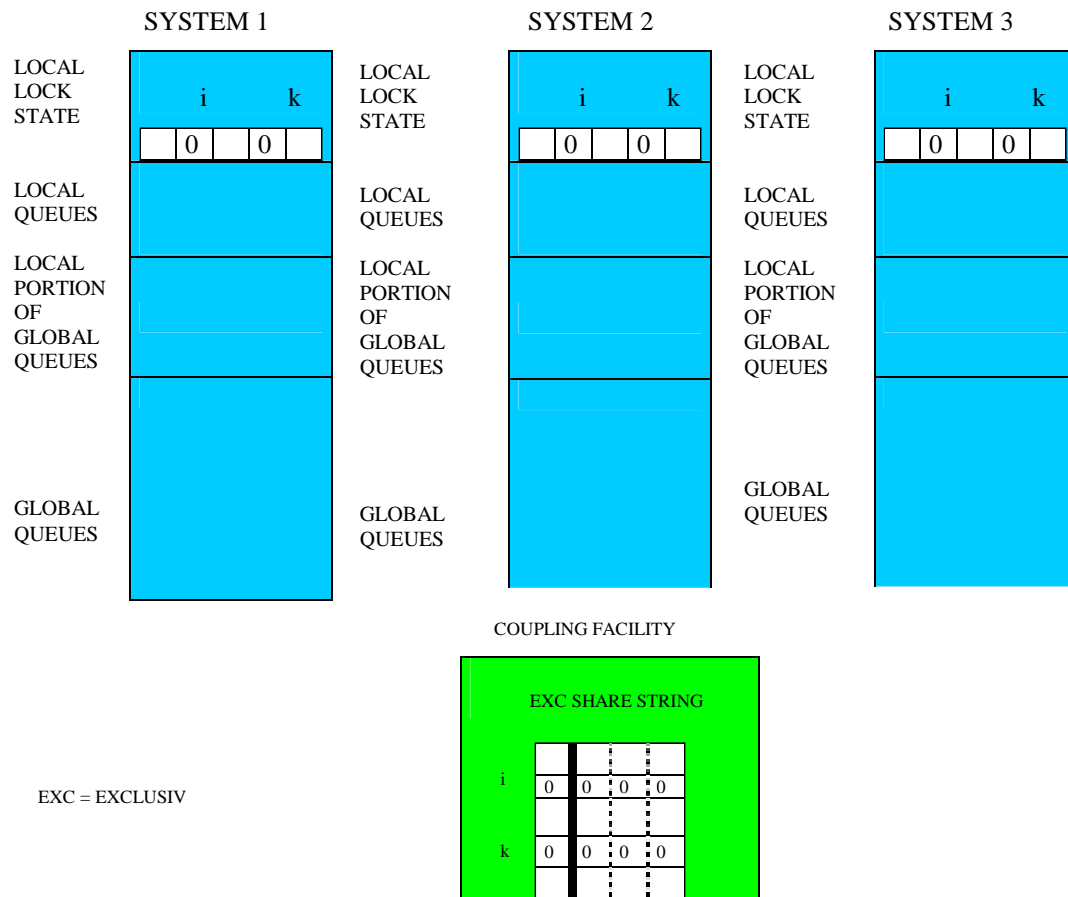 SYSTEM 1
SYSTEM 2
SYSTEM 3
LOCAL
LOCK
STATE
i k
0 0
LOCAL
LOCK
STATE
i k
0 0
LOCAL
LOCK
STATE
i k
0 0
LOCAL
QUEUES
LOCAL
QUEUES
LOCAL
QUEUES
LOCAL
PORTION
OF
GLOBAL
QUEUES
LOCAL
PORTION
OF
GLOBAL
QUEUES
LOCAL
PORTION
OF
GLOBAL
QUEUES
GLOBAL
QUEUES
GLOBAL
QUEUES
GLOBAL
QUEUES
COUPLING FACILITY
EXC SHARE STRING
i 0 0 0 0
EXC = EXCLUSIV
k 0 0 0 0